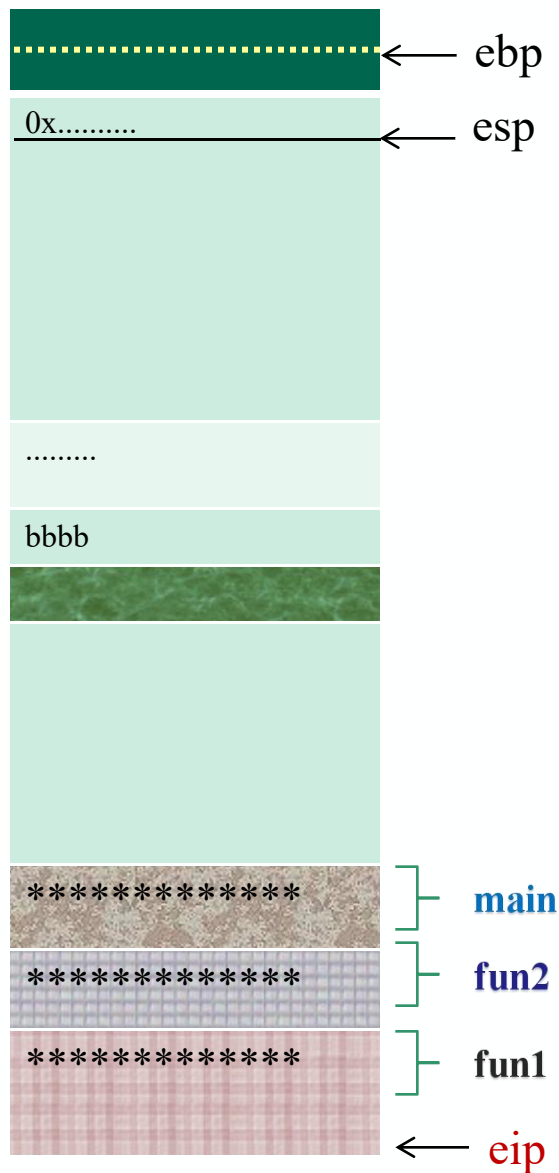 ebp
0x..........
esp
.........
bbbb
*************
main
*************
fun2
*************
fun1
eip